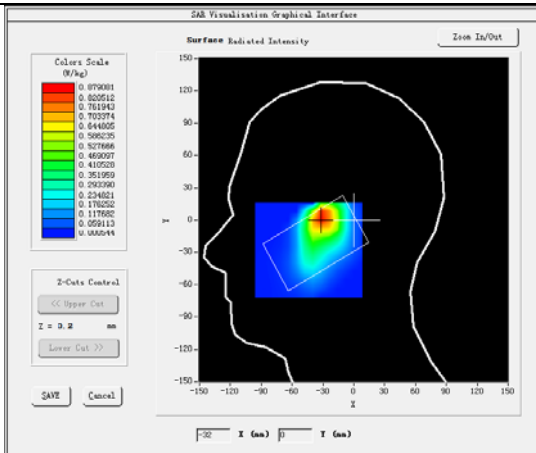 SAR Visualisation Graphical Interface
Surface Radiated Intensity
Zoom In/Out
Colors Scale
(W/kg)
0.879081
0.820512
0.761943
0.703374
0.644805
0.586235
0.527666
0.469097
0.410528
0.351959
0.293390
0.234821
0.176252
0.117682
0.059113
0.000544
150
120
90
60
30
0
-30
-60
-90
-120
-150
Y
-150 -120 -90 -60 -30 0 30 60 90 120 150
X
Z-Cuts Control
<< Upper Cut
Z = 3.2 mm
Lower Cut >>
SAVE Cancel
-32 X (mm) 0 Y (mm)